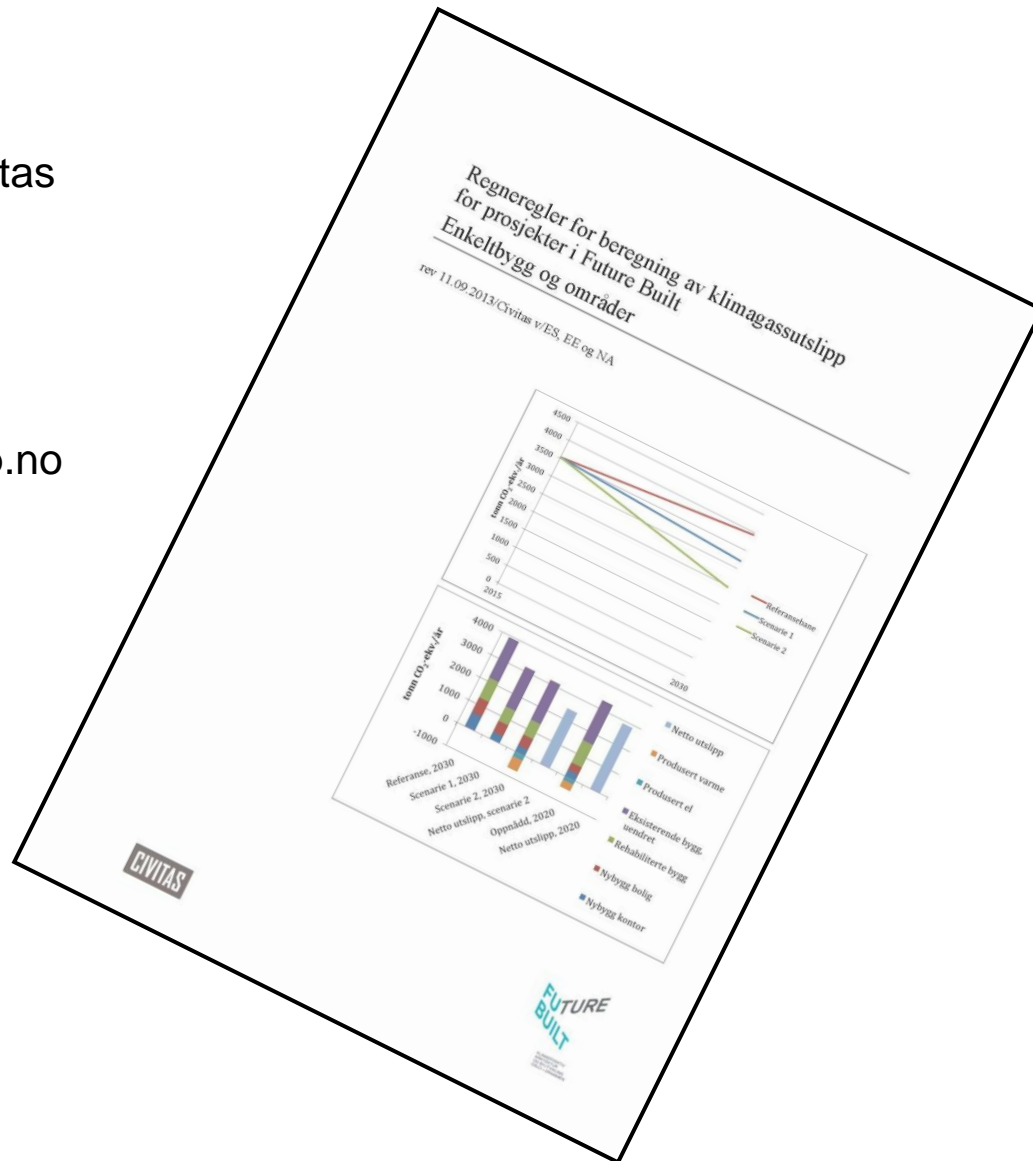 tas
.no
Regneregler for beregning av klimagassutslipp
for prosjekter i Future Built
Enkeltbygg og områder
rev 11.09.2013/Civitas v/ES, EE og NA
tonn CO₂-ekv./år
4500
4000
3500
3000
2500
2000
1500
1000
500
0
2015
2030
Referansebane
Scenarie 1
Scenarie 2
tonn CO₂-ekv./år
4000
3000
2000
1000
0
-1000
Referanse, 2030
Scenarie 1, 2030
Scenarie 2, 2030
Netto utslipp, scenarie 2
Oppnådd, 2020
Netto utslipp, 2020
Netto utslipp
Produsert varme
Produsert el
Eksisterende bygg,
uendret
Rehabiliterte bygg
Nybygg bolig
Nybygg kontor
CIVITAS
FUTURE
BUILT